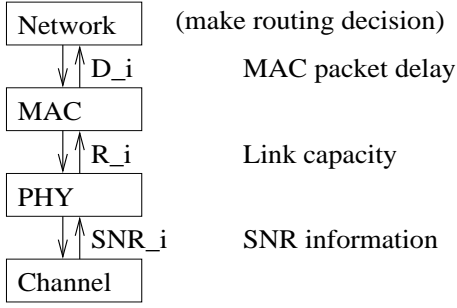 Network (make routing decision)
D_i MAC packet delay
MAC
R_i Link capacity
PHY
SNR_i SNR information
Channel